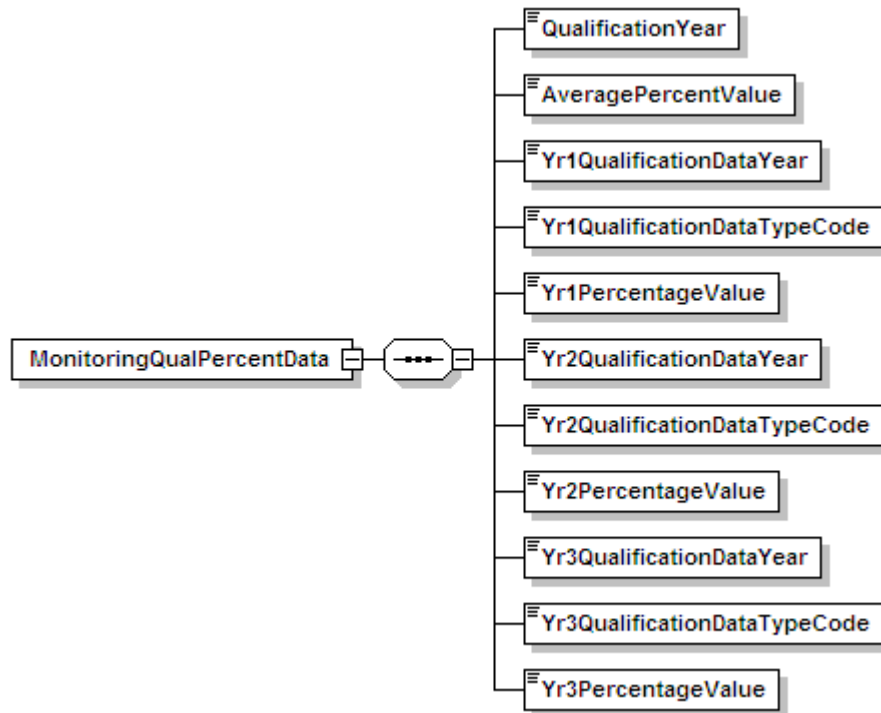 QualificationYear
AveragePercentValue
Yr1QualificationDataYear
Yr1QualificationDataTypeCode
Yr1PercentageValue
MonitoringQualPercentData
Yr2QualificationDataYear
Yr2QualificationDataTypeCode
Yr2PercentageValue
Yr3QualificationDataYear
Yr3QualificationDataTypeCode
Yr3PercentageValue